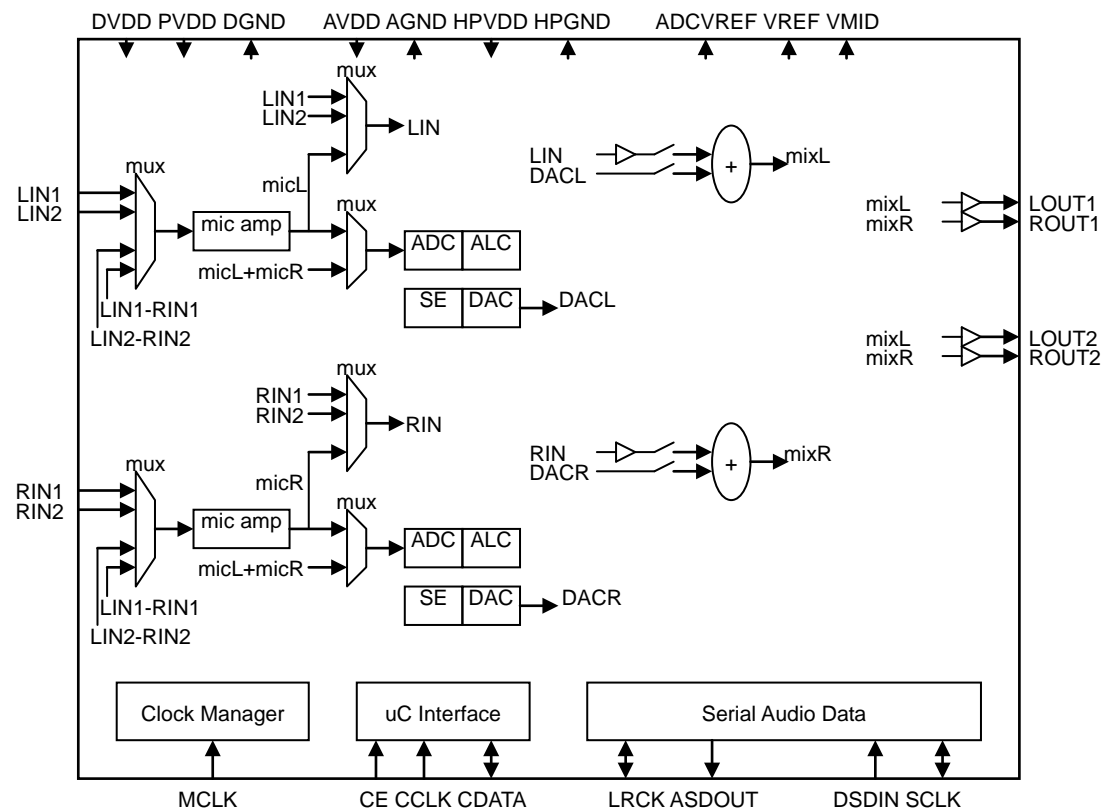 DVDD PVDD DGND AVDD AGND HPVDD HPGND ADCVREF VREF VMID
mux
LIN1
LIN2
LIN
LIN
DACL
+
mixL
mux
micL
LIN1
LIN2
mic amp
mux
ADC ALC
micL+micR
LIN1-RIN1
LIN2-RIN2
SE DAC
DACL
mixL
mixR
LOUT1
ROUT1
mixL
mixR
LOUT2
ROUT2
mux
RIN1
RIN2
RIN
RIN
DACR
+
mixR
mux
micR
RIN1
RIN2
mic amp
mux
ADC ALC
micL+micR
LIN1-RIN1
LIN2-RIN2
SE DAC
DACR
Clock Manager
uC Interface
Serial Audio Data
MCLK
CE CCLK CDATA
LRCK ASDOUT
DSDIN SCLK